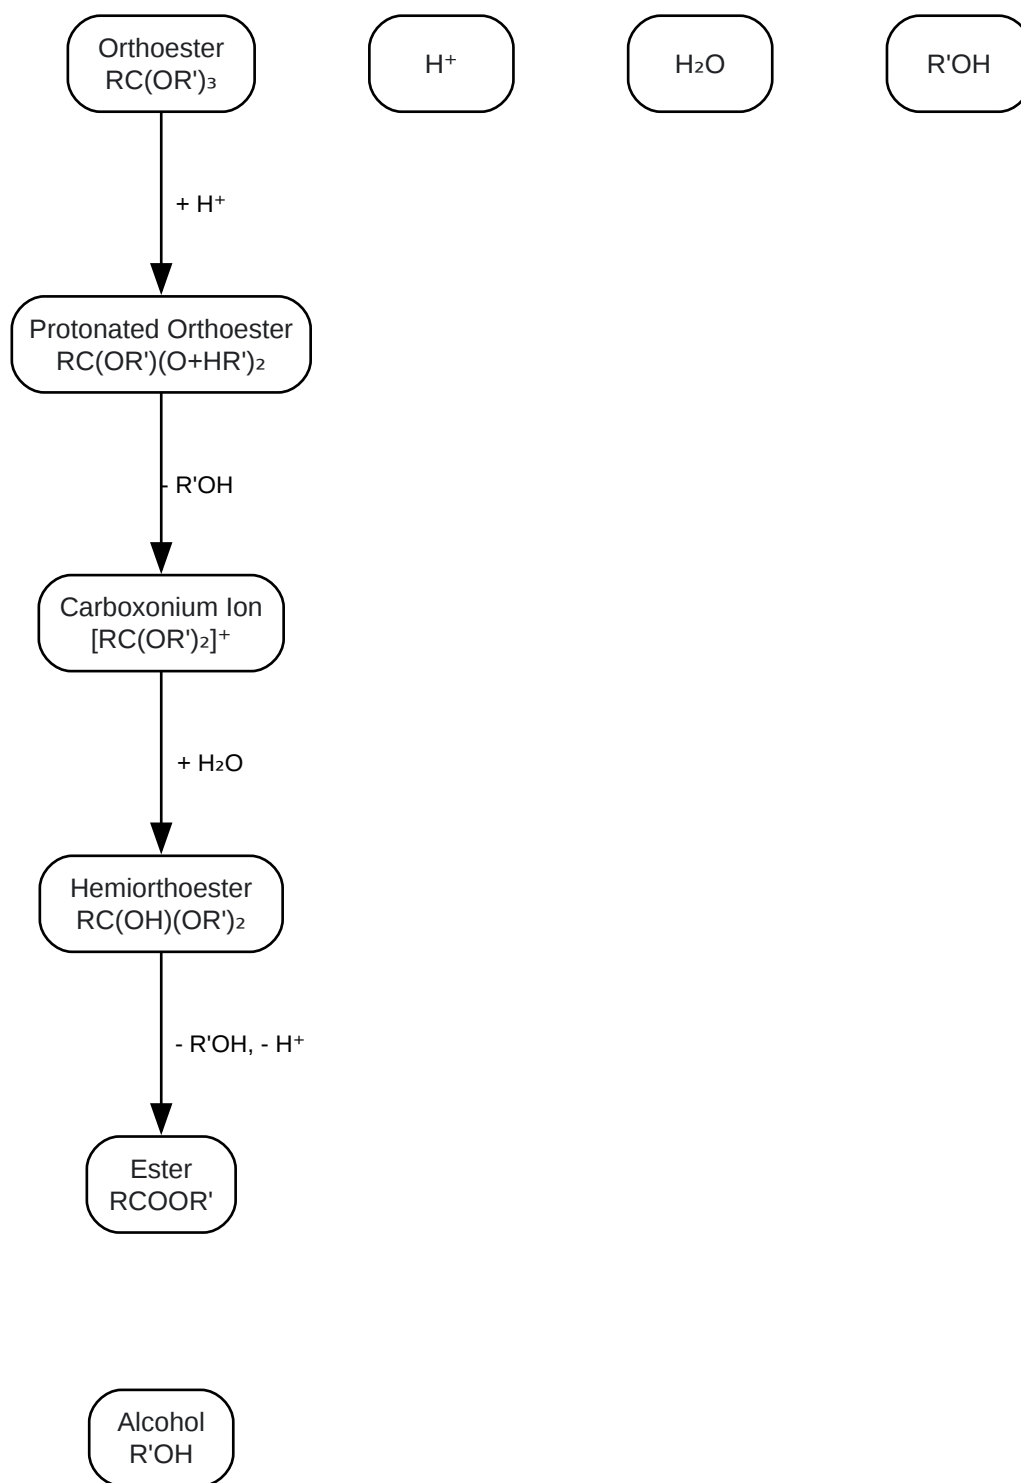 Orthoester
RC(OR')₃
H⁺
H₂O
R'OH
+ H⁺
Protonated Orthoester
RC(OR')(O+HR')₂
- R'OH
Carboxonium Ion
[RC(OR')₂]⁺
+ H₂O
Hemiorthoester
RC(OH)(OR')₂
- R'OH, - H⁺
Ester
RCOOR'
Alcohol
R'OH